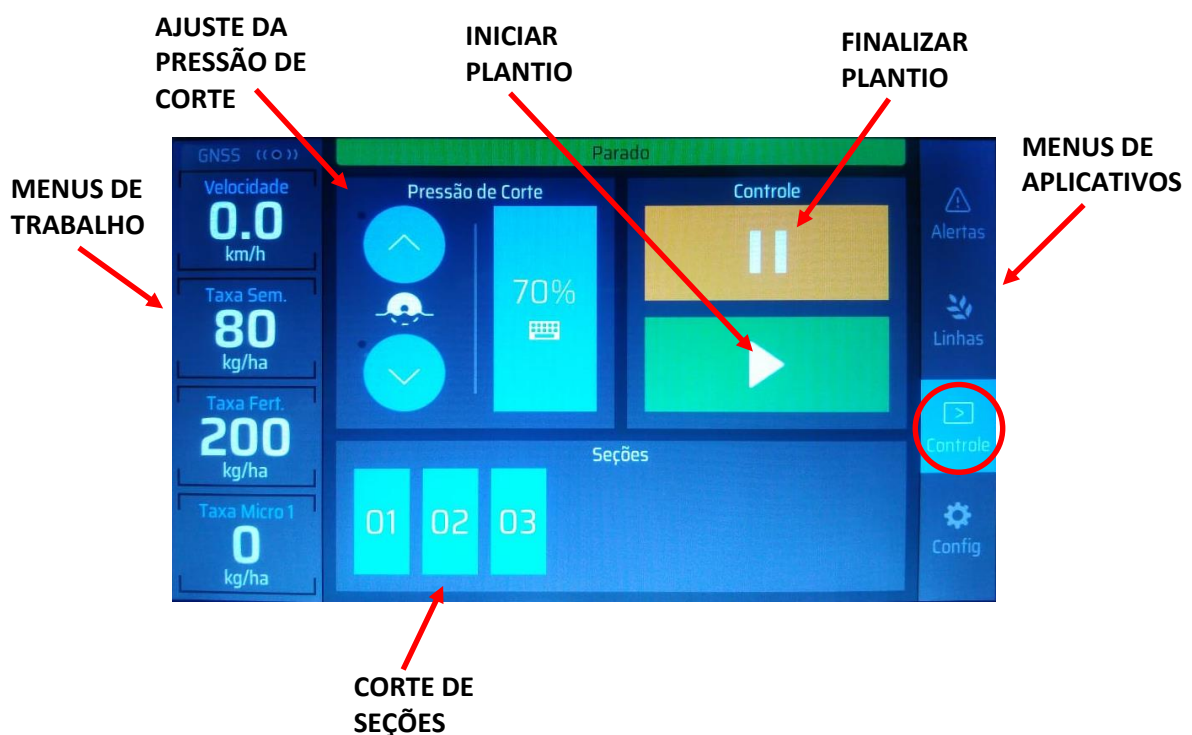 AJUSTE DA
PRESSÃO DE
CORTE
INICIAR
PLANTIO
FINALIZAR
PLANTIO
MENUS DE
APLICATIVOS
MENUS DE
TRABALHO
GNSS
Parado
Velocidade
0.0
km/h
Taxa Sem.
80
kg/ha
Taxa Fert.
200
kg/ha
Taxa Micro 1
0
kg/ha
Pressão de Corte
70%
Controle
Seções
01 02 03
Alertas
Linhas
Controle
Config
CORTE DE
SEÇÕES